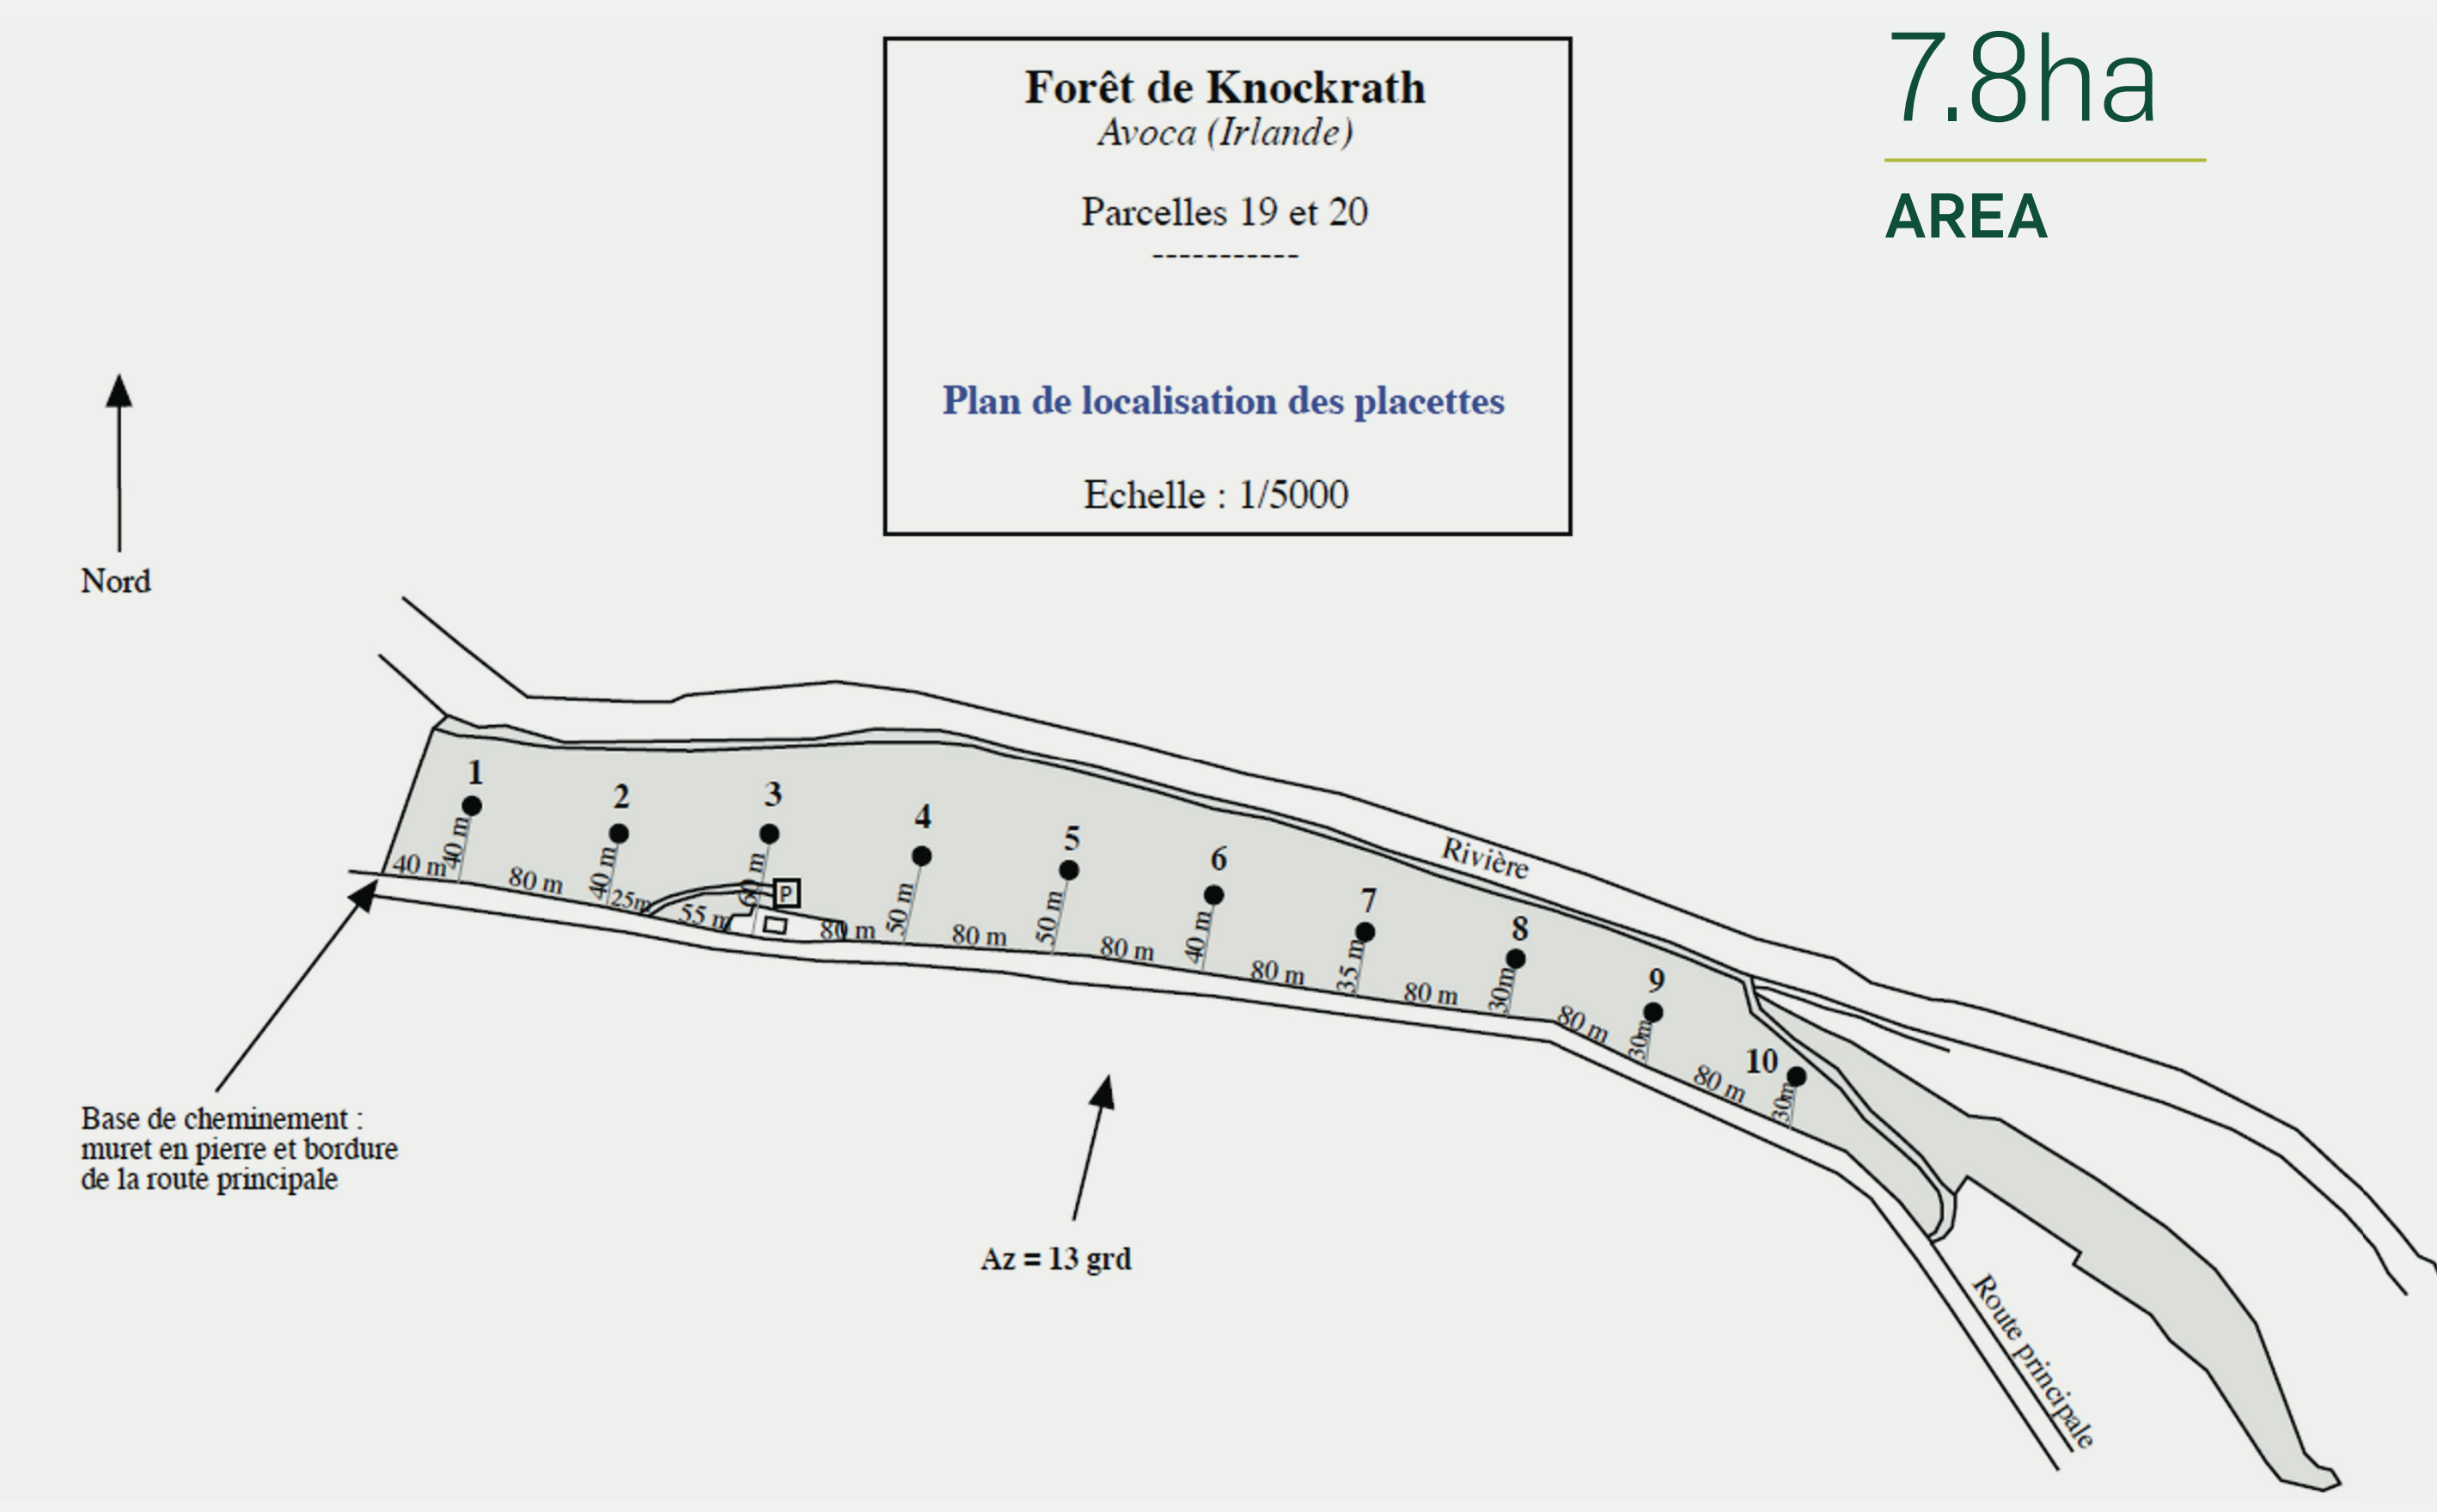 Forêt de Knockrath
Avoca (Irlande)
Parcelles 19 et 20
-----------
Plan de localisation des placettes
Echelle : 1/5000
7.8ha
AREA
Nord
Rivière
1
2
3
4
5
6
7
8
9
10
40 m
40 m
80 m
40 m
25m
55 m
60 m
P
80 m
50 m
80 m
50 m
80 m
40 m
80 m
35 m
80 m
30m
80 m
30m
80 m
30m
Base de cheminement :
muret en pierre et bordure
de la route principale
Az = 13 grd
Route principale